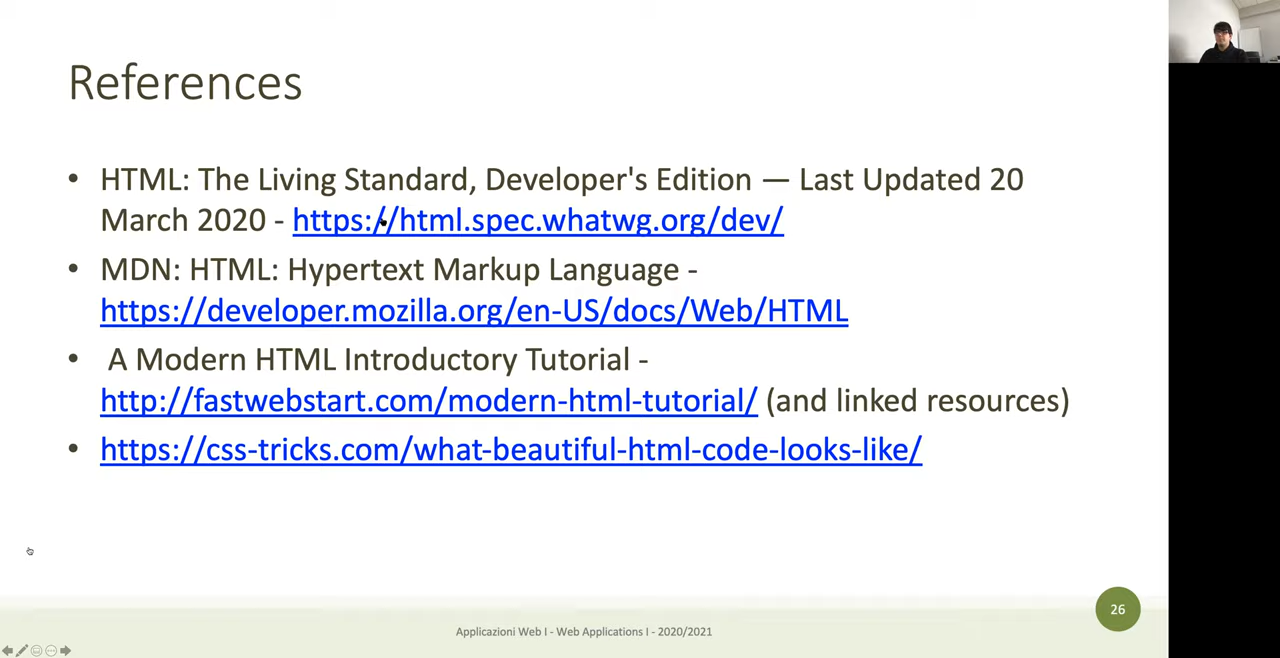 References
• HTML: The Living Standard, Developer's Edition — Last Updated 20
March 2020 - https://html.spec.whatwg.org/dev/
• MDN: HTML: Hypertext Markup Language -
https://developer.mozilla.org/en-US/docs/Web/HTML
• A Modern HTML Introductory Tutorial -
http://fastwebstart.com/modern-html-tutorial/ (and linked resources)
• https://css-tricks.com/what-beautiful-html-code-looks-like/
26
Applicazioni Web I - Web Applications I - 2020/2021